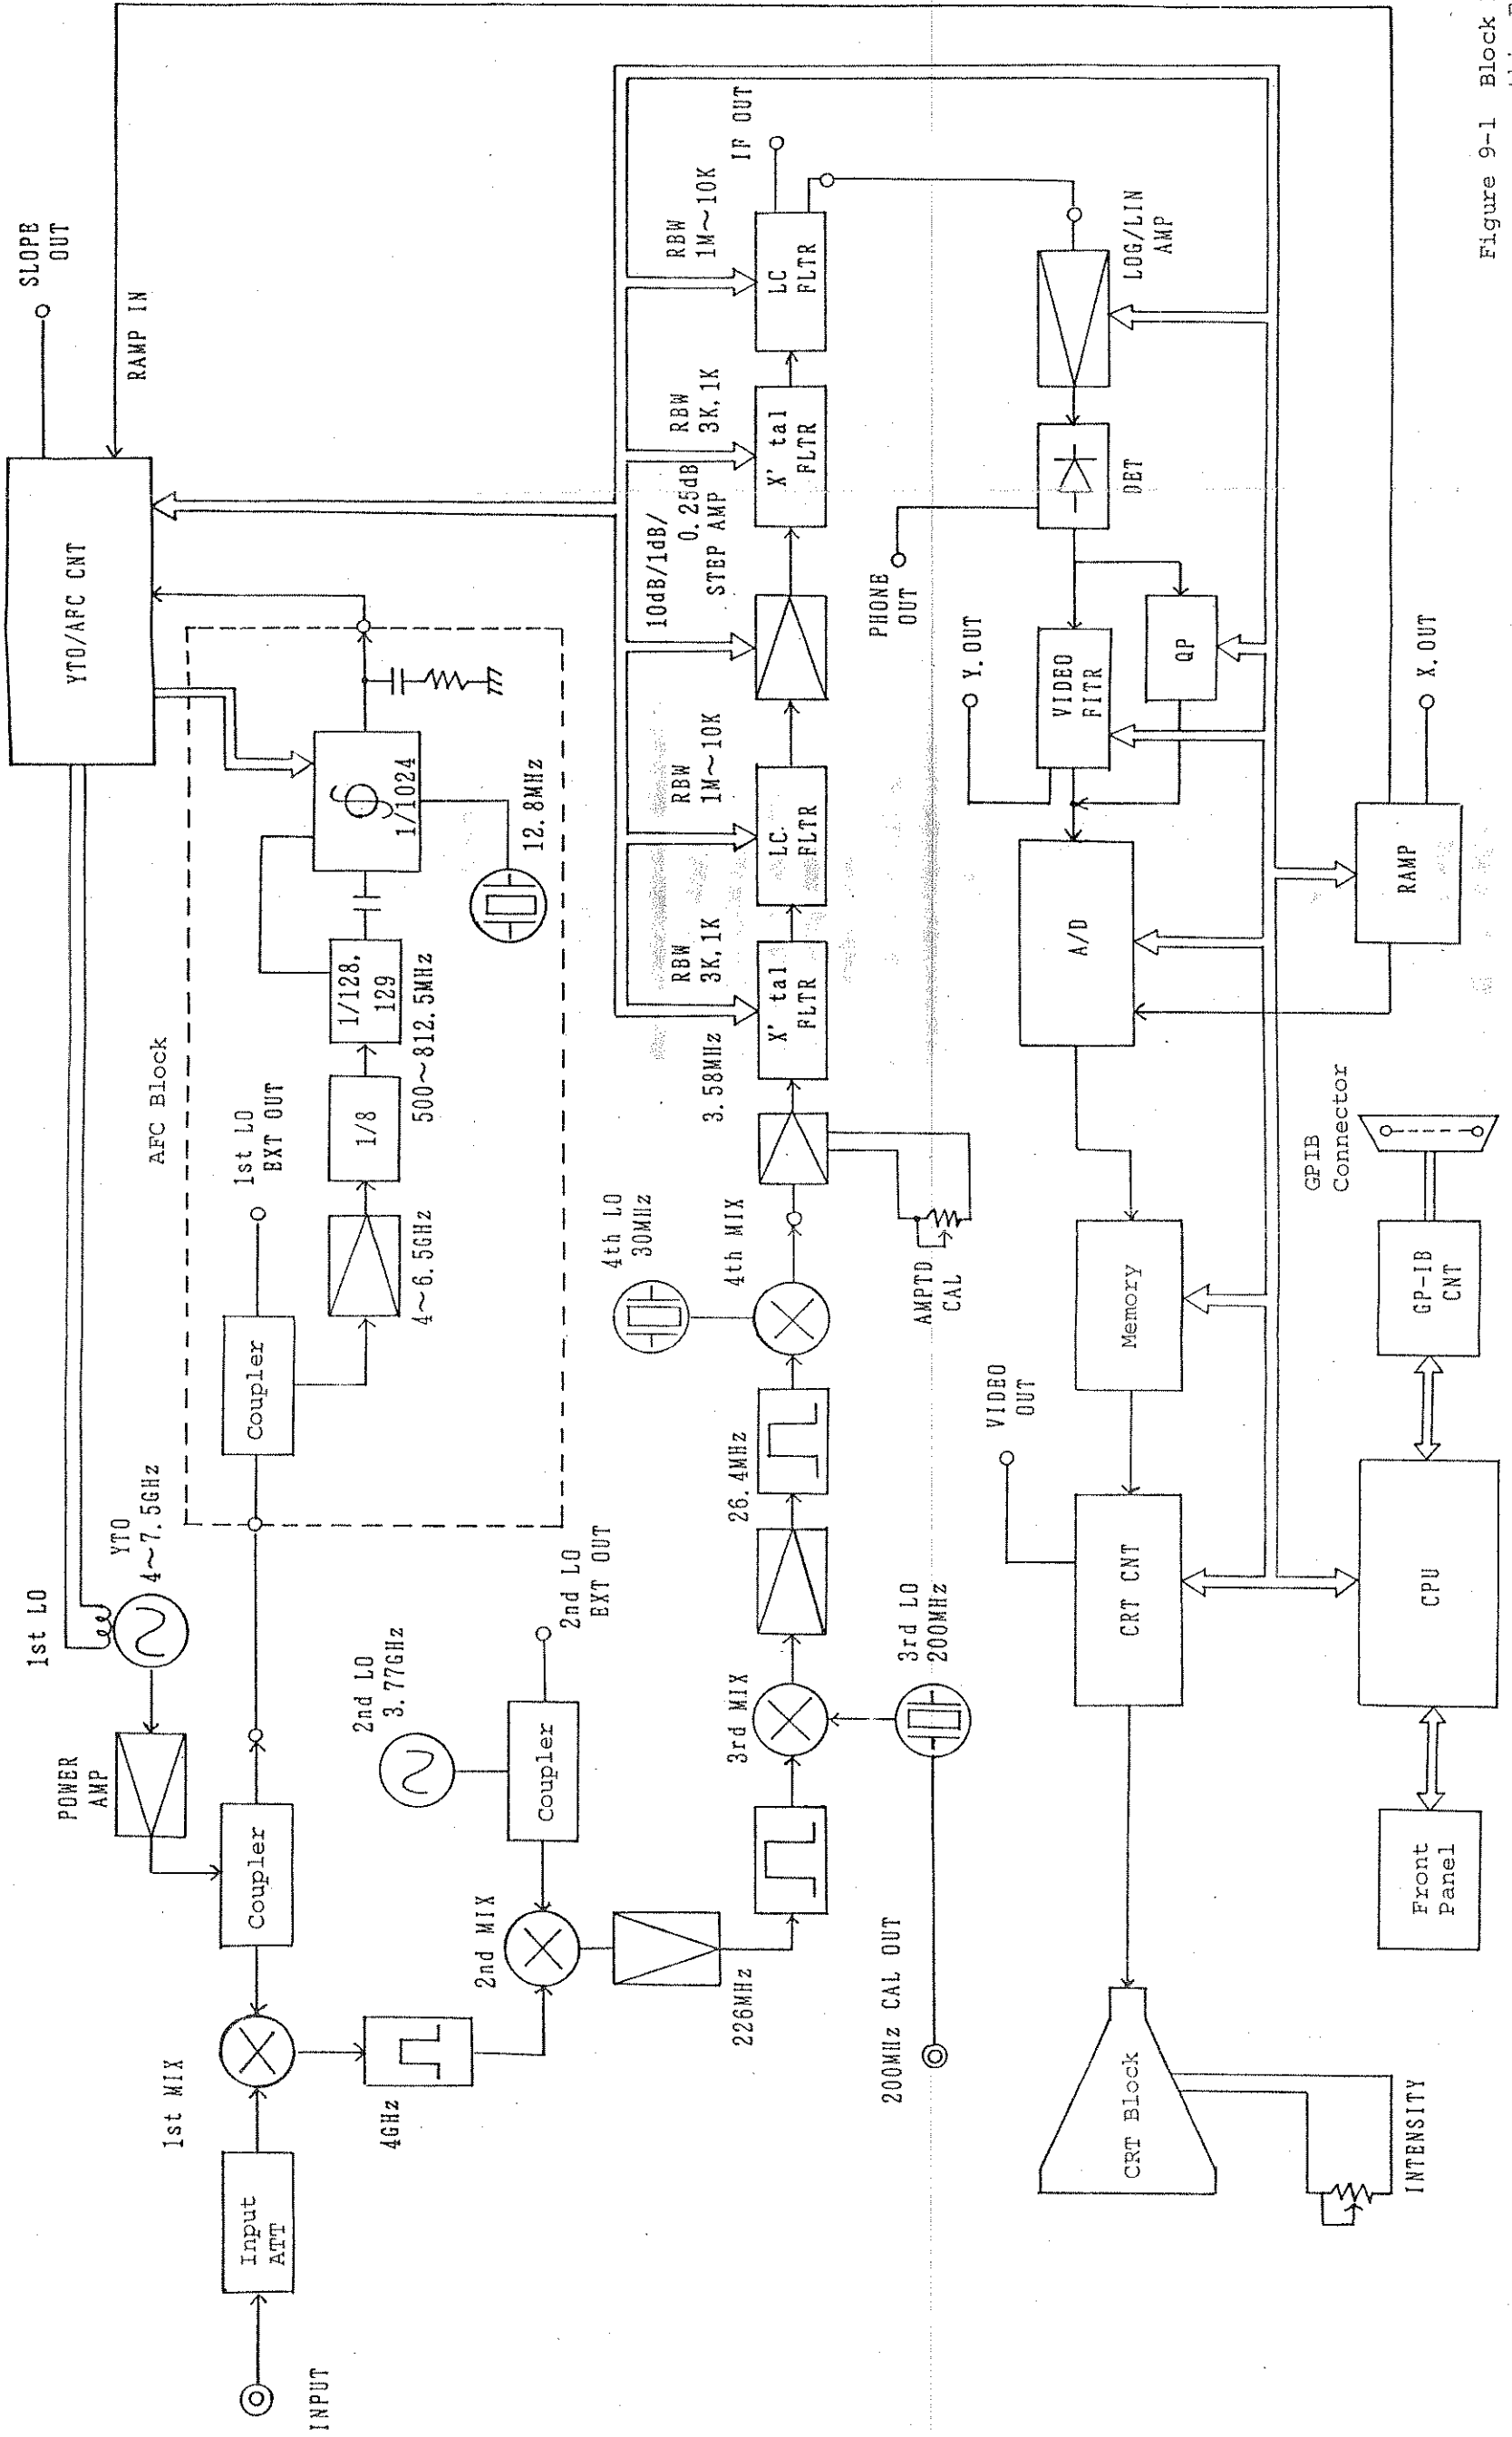 SLOPE
OUT
RAMP IN
YTO/AFC CNT
1st LO
YTO
4~7.5GHz
POWER
AMP
AFC Block
1st LO
EXT OUT
Coupler
Coupler
4~6.5GHz
1/8
500~812.5MHz
1/128,
129
1/1024
12.8MHz
INPUT
Input
ATT
1st MIX
4GHz
2nd MIX
2nd LO
3.77GHz
Coupler
2nd LO
EXT OUT
226MHz
3rd MIX
3rd LO
200MHz
200MHz CAL OUT
26.4MHz
4th LO
30MHz
4th MIX
AMPTD
CAL
3.58MHz
X'tal
FLTR
RBW
3K,1K
LC
FLTR
RBW
1M~10K
10dB/1dB/
0.25dB
STEP AMP
X'tal
FLTR
RBW
3K,1K
LC
FLTR
RBW
1M~10K
IF OUT
LOG/LIN
AMP
DET
PHONE
OUT
VIDEO
FITR
QP
Y.OUT
A/D
Memory
CRT CNT
VIDEO
OUT
CRT Block
INTENSITY
RAMP
X.OUT
GPIB
Connector
GP-IB
CNT
CPU
Front
Panel
Figure 9-1 Block